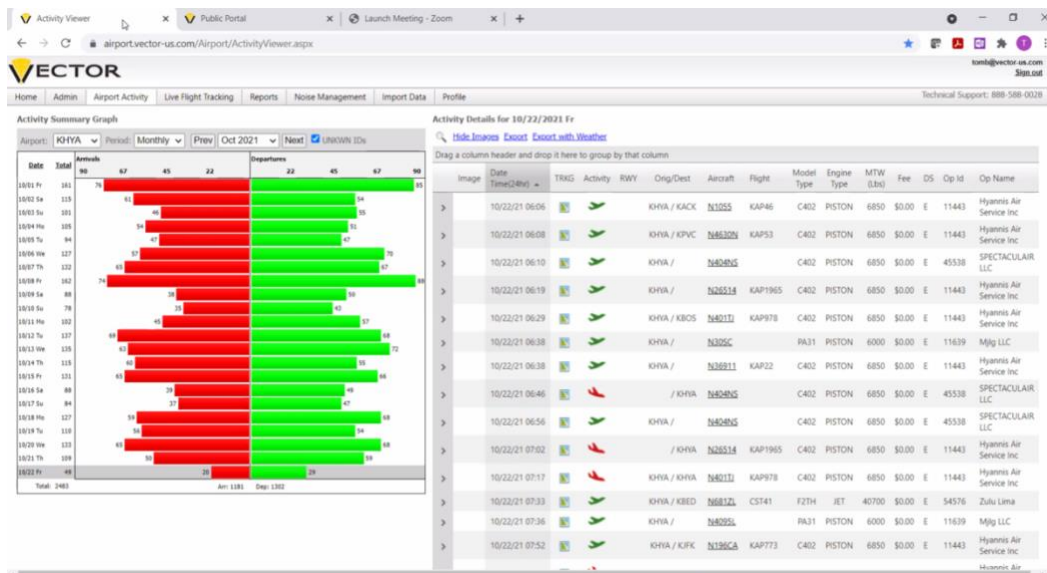 Activity Viewer Public Portal Launch Meeting - Zoom
airport.vector-us.com/Airport/ActivityViewer.aspx
VECTOR
tomb@vector-us.com
Sign out
Home Admin Airport Activity Live Flight Tracking Reports Noise Management Import Data Profile Technical Support: 888-588-0028
Activity Summary Graph
Airport: KHYA Period: Monthly Prev Oct 2021 Next UNKWN IDs
Date Total Arrivals Departures
90 67 45 22 22 45 67 90
10/01 Fr 161 76 85
10/02 Sa 115 61 54
10/03 Su 101 46 55
10/04 Mo 105 54 51
10/05 Tu 94 47 47
10/06 We 127 57 70
10/07 Th 132 65 67
10/08 Fr 162 74 88
10/09 Sa 88 38 50
10/10 Su 78 35 43
10/11 Mo 102 45 57
10/12 Tu 137 69 68
10/13 We 135 63 72
10/14 Th 115 60 55
10/15 Fr 131 65 66
10/16 Sa 88 39
10/17 Su 84 37 47
10/18 Mo 127 59 68
10/19 Tu 110 56 54
10/20 We 133 65 68
10/21 Th 109 50 59
10/22 Fr 49 20 29
Total: 2483 Arr: 1181 Dep: 1302
Activity Details for 10/22/2021 Fr
Hide Images Export Export with Weather
Drag a column header and drop it here to group by that column
Image Date Time(24hr) TRKG Activity RWY Orig/Dest Aircraft Flight Model Type Engine Type MTW (Lbs) Fee DS Op Id Op Name
10/22/21 06:06 KHYA / KACK N1055 KAP46 C402 PISTON 6850 $0.00 E 11443 Hyannis Air Service Inc
10/22/21 06:08 KHYA / KPVC N4630N KAP53 C402 PISTON 6850 $0.00 E 11443 Hyannis Air Service Inc
10/22/21 06:10 KHYA / N404NS C402 PISTON 6850 $0.00 E 45538 SPECTACULAIR LLC
10/22/21 06:19 KHYA / N26514 KAP1965 C402 PISTON 6850 $0.00 E 11443 Hyannis Air Service Inc
10/22/21 06:29 KHYA / KBOS N401TJ KAP978 C402 PISTON 6850 $0.00 E 11443 Hyannis Air Service Inc
10/22/21 06:38 KHYA / N305C PA31 PISTON 6000 $0.00 E 11639 Mjlg LLC
10/22/21 06:38 KHYA / N36911 KAP22 C402 PISTON 6850 $0.00 E 11443 Hyannis Air Service Inc
10/22/21 06:46 / KHYA N404NS C402 PISTON 6850 $0.00 E 45538 SPECTACULAIR LLC
10/22/21 06:56 KHYA / N404NS C402 PISTON 6850 $0.00 E 45538 SPECTACULAIR LLC
10/22/21 07:02 / KHYA N26514 KAP1965 C402 PISTON 6850 $0.00 E 11443 Hyannis Air Service Inc
10/22/21 07:17 KHYA / KHYA N401TJ KAP978 C402 PISTON 6850 $0.00 E 11443 Hyannis Air Service Inc
10/22/21 07:33 KHYA / KBED N681ZL CST41 F2TH JET 40700 $0.00 E 54576 Zulu Lima
10/22/21 07:36 KHYA / N4095L PA31 PISTON 6000 $0.00 E 11639 Mjlg LLC
10/22/21 07:52 KHYA / KJFK N196CA KAP773 C402 PISTON 6850 $0.00 E 11443 Hyannis Air Service Inc
Hyannis Air